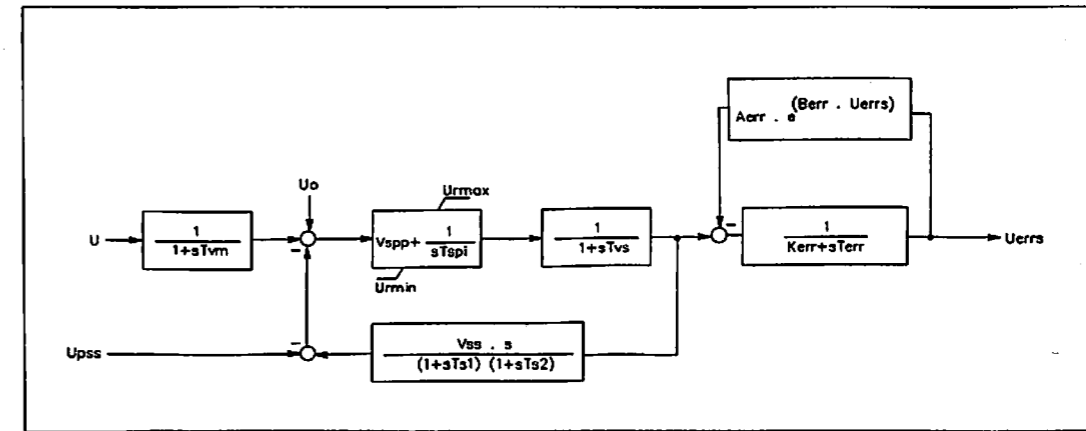 (Berr . Uerrs)
Aerr . e
Uo
Urmax
U
1
1+sTvm
-
Vspp+
1
sTspi
1
1+sTvs
-
1
Kerr+sTerr
Uerrs
Urmin
Upss
-
Vss . s
(1+sTs1) (1+sTs2)